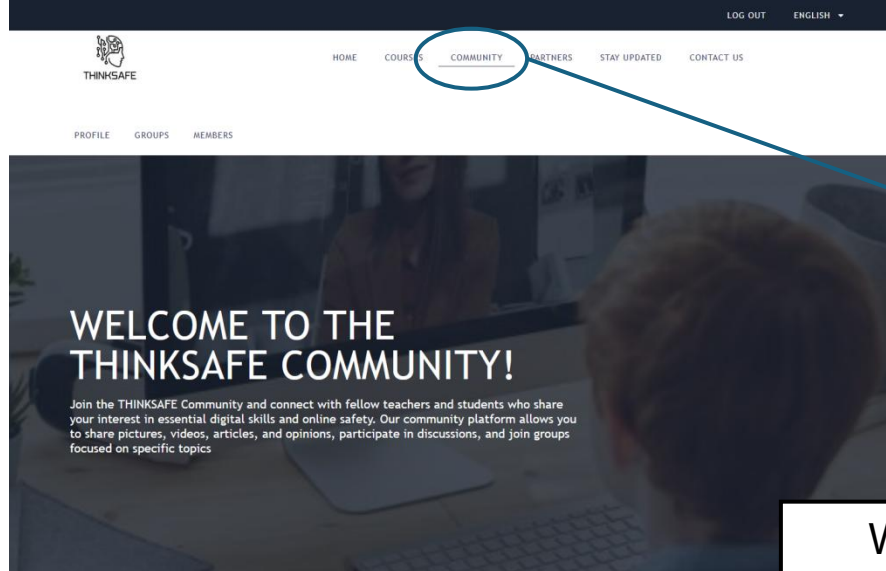 LOG OUT ENGLISH
THINKSAFE
HOME COURSES COMMUNITY PARTNERS STAY UPDATED CONTACT US
PROFILE GROUPS MEMBERS
WELCOME TO THE
THINKSAFE COMMUNITY!
Join the THINKSAFE Community and connect with fellow teachers and students who share
your interest in essential digital skills and online safety. Our community platform allows you
to share pictures, videos, articles, and opinions, participate in discussions, and join groups
focused on specific topics